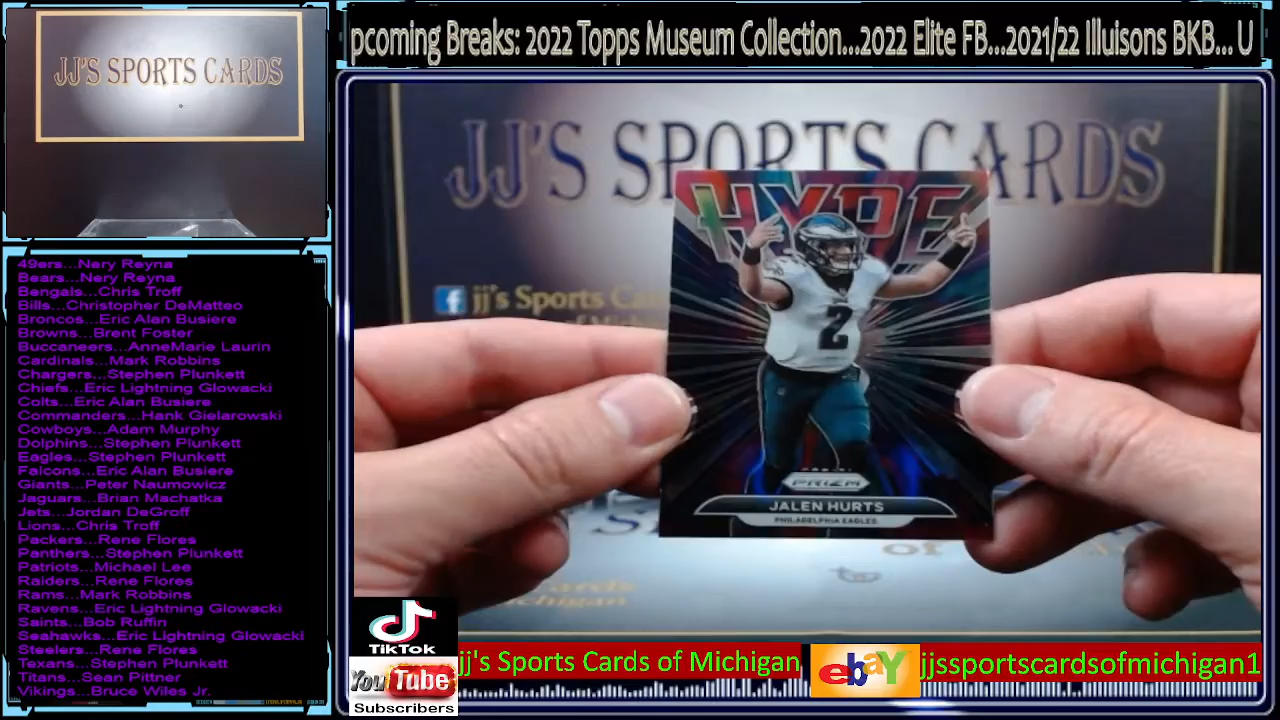 JJ'S SPORTS CARDS
pcoming Breaks: 2022 Topps Museum Collection...2022 Elite FB...2021/22 Illuisons BKB... U
49ers...Nery Reyna
Bears...Nery Reyna
Bengals...Chris Troff
Bills...Christopher DeMatteo
Broncos...Eric Alan Busiere
Browns...Brent Foster
Buccaneers...AnneMarie Laurin
Cardinals...Mark Robbins
Chargers...Stephen Plunkett
Chiefs...Eric Lightning Glowacki
Colts...Eric Alan Busiere
Commanders...Hank Gielarowski
Cowboys...Adam Murphy
Dolphins...Stephen Plunkett
Eagles...Stephen Plunkett
Falcons...Eric Alan Busiere
Giants...Peter Naumowicz
Jaguars...Brian Machatka
Jets...Jordan DeGroff
Lions...Chris Troff
Packers...Rene Flores
Panthers...Stephen Plunkett
Patriots...Michael Lee
Raiders...Rene Flores
Rams...Mark Robbins
Ravens...Eric Lightning Glowacki
Saints...Bob Ruffin
Seahawks...Eric Lightning Glowacki
Steelers...Rene Flores
Texans...Stephen Plunkett
Titans...Sean Pittner
Vikings...Bruce Wiles Jr.
JJ'S SPORTS CARDS
f jj's Sports Ca
HYPE
2
PANINI
PRIZM
JALEN HURTS
PHILADELPHIA EAGLES
of
ards
ichigan
TikTok
YouTube
Subscribers
jj's Sports Cards of Michigan
ebay
jjssportscardsofmichigan1